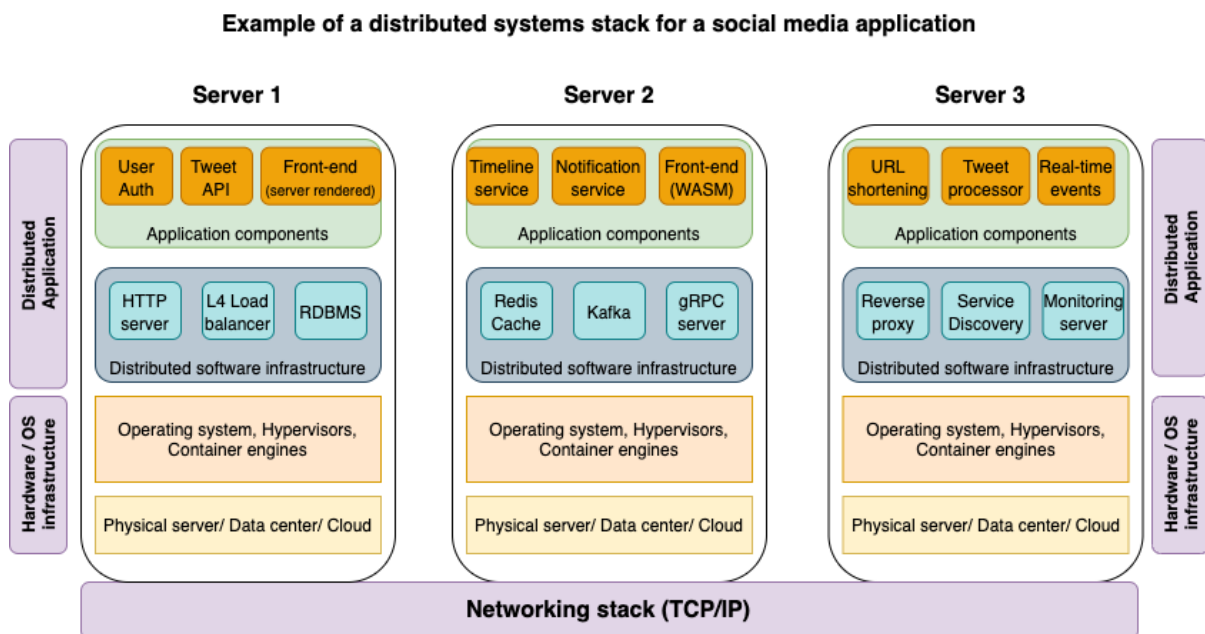 Example of a distributed systems stack for a social media application
Server 1
Server 2
Server 3
Distributed
Application
User
Auth
Tweet
API
Front-end
(server rendered)
Application components
Timeline
service
Notification
service
Front-end
(WASM)
Application components
URL
shortening
Tweet
processor
Real-time
events
Application components
Distributed
Application
HTTP
server
L4 Load
balancer
RDBMS
Distributed software infrastructure
Redis
Cache
Kafka
gRPC
server
Distributed software infrastructure
Reverse
proxy
Service
Discovery
Monitoring
server
Distributed software infrastructure
Hardware / OS
infrastructure
Operating system, Hypervisors,
Container engines
Operating system, Hypervisors,
Container engines
Operating system, Hypervisors,
Container engines
Hardware / OS
infrastructure
Physical server/ Data center/ Cloud
Physical server/ Data center/ Cloud
Physical server/ Data center/ Cloud
Networking stack (TCP/IP)